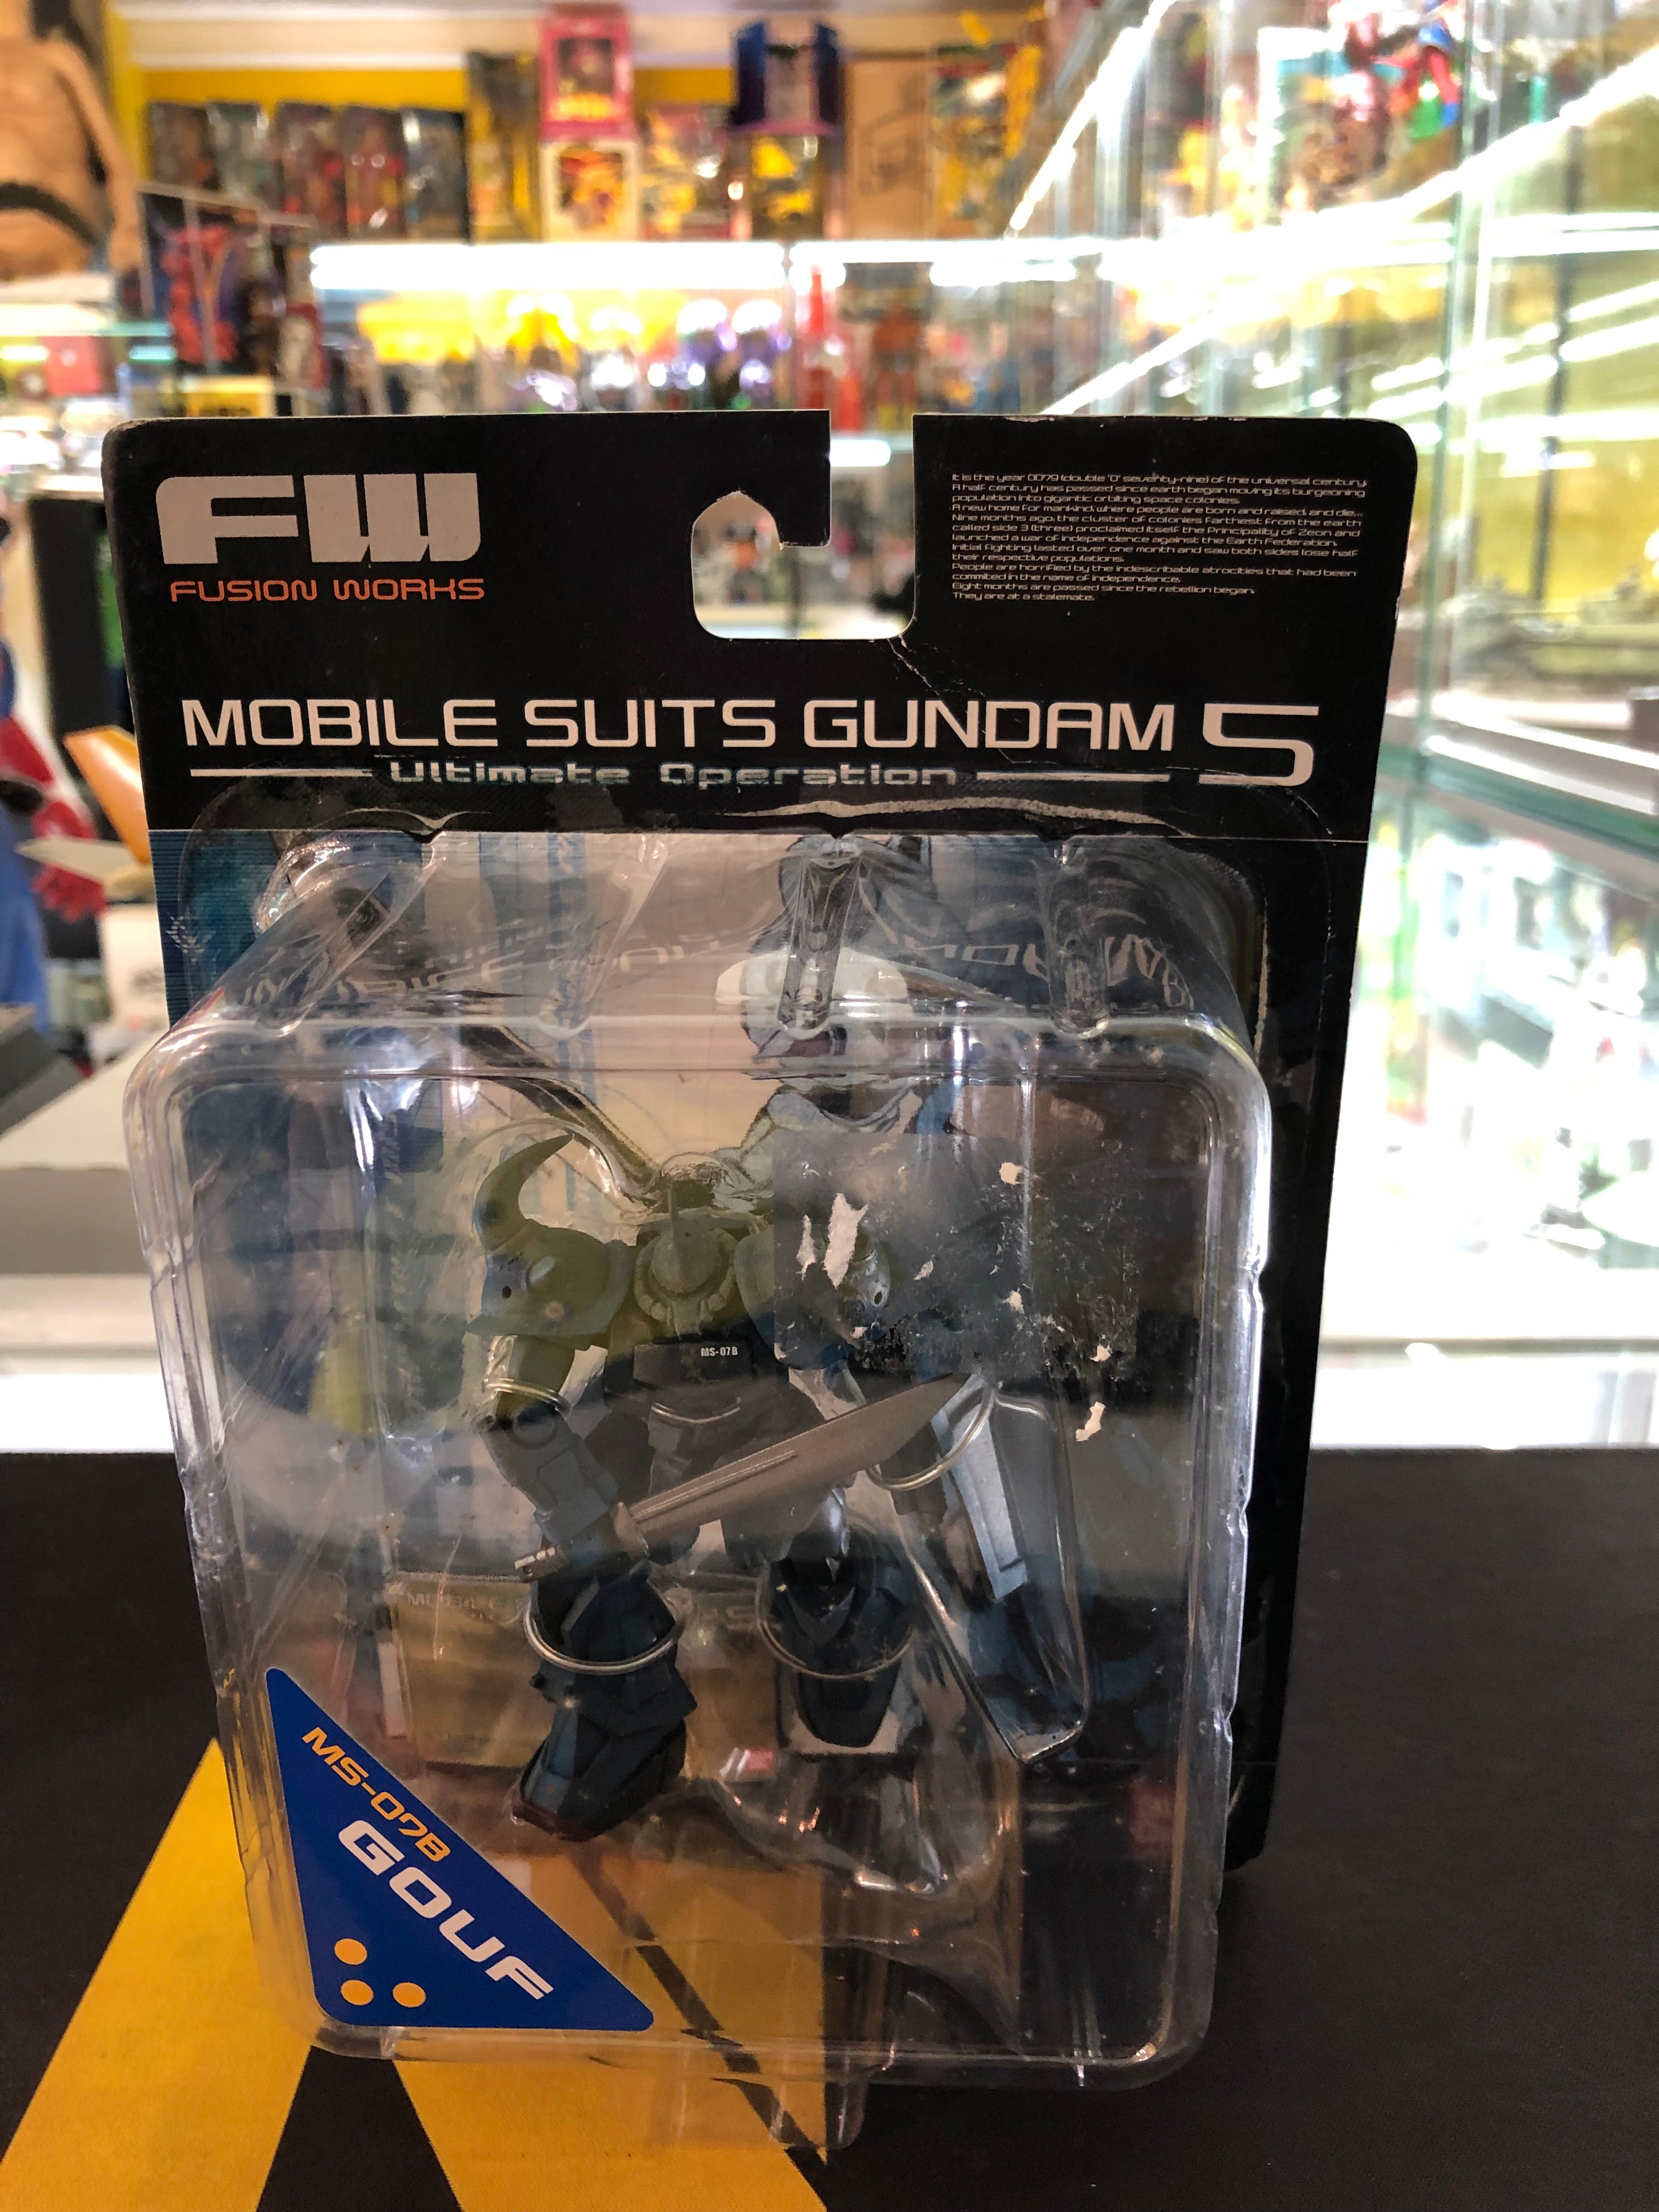 FW
FUSION WORKS
It is the year 0079 (double '0' seventy-nine) of the universal century.
A half century has passed since earth began moving its burgeoning
population into gigantic orbiting space colonies.
A new home for mankind, where people are born and raised, and die...
Nine months ago, the cluster of colonies farthest from the earth
called side 3 (three) proclaimed itself the Principality of Zeon and
launched a war of independence against the Earth Federation.
Initial fighting lasted over one month and saw both sides lose half
their respective populations.
People are horrified by the indescribable atrocities that had been
commited in the name of independence.
Eight months are passed since the rebellion began.
They are at a stalemate.
MOBILE SUITS GUNDAM 5
Ultimate Operation
MS-07B
MS-07B
GOUF